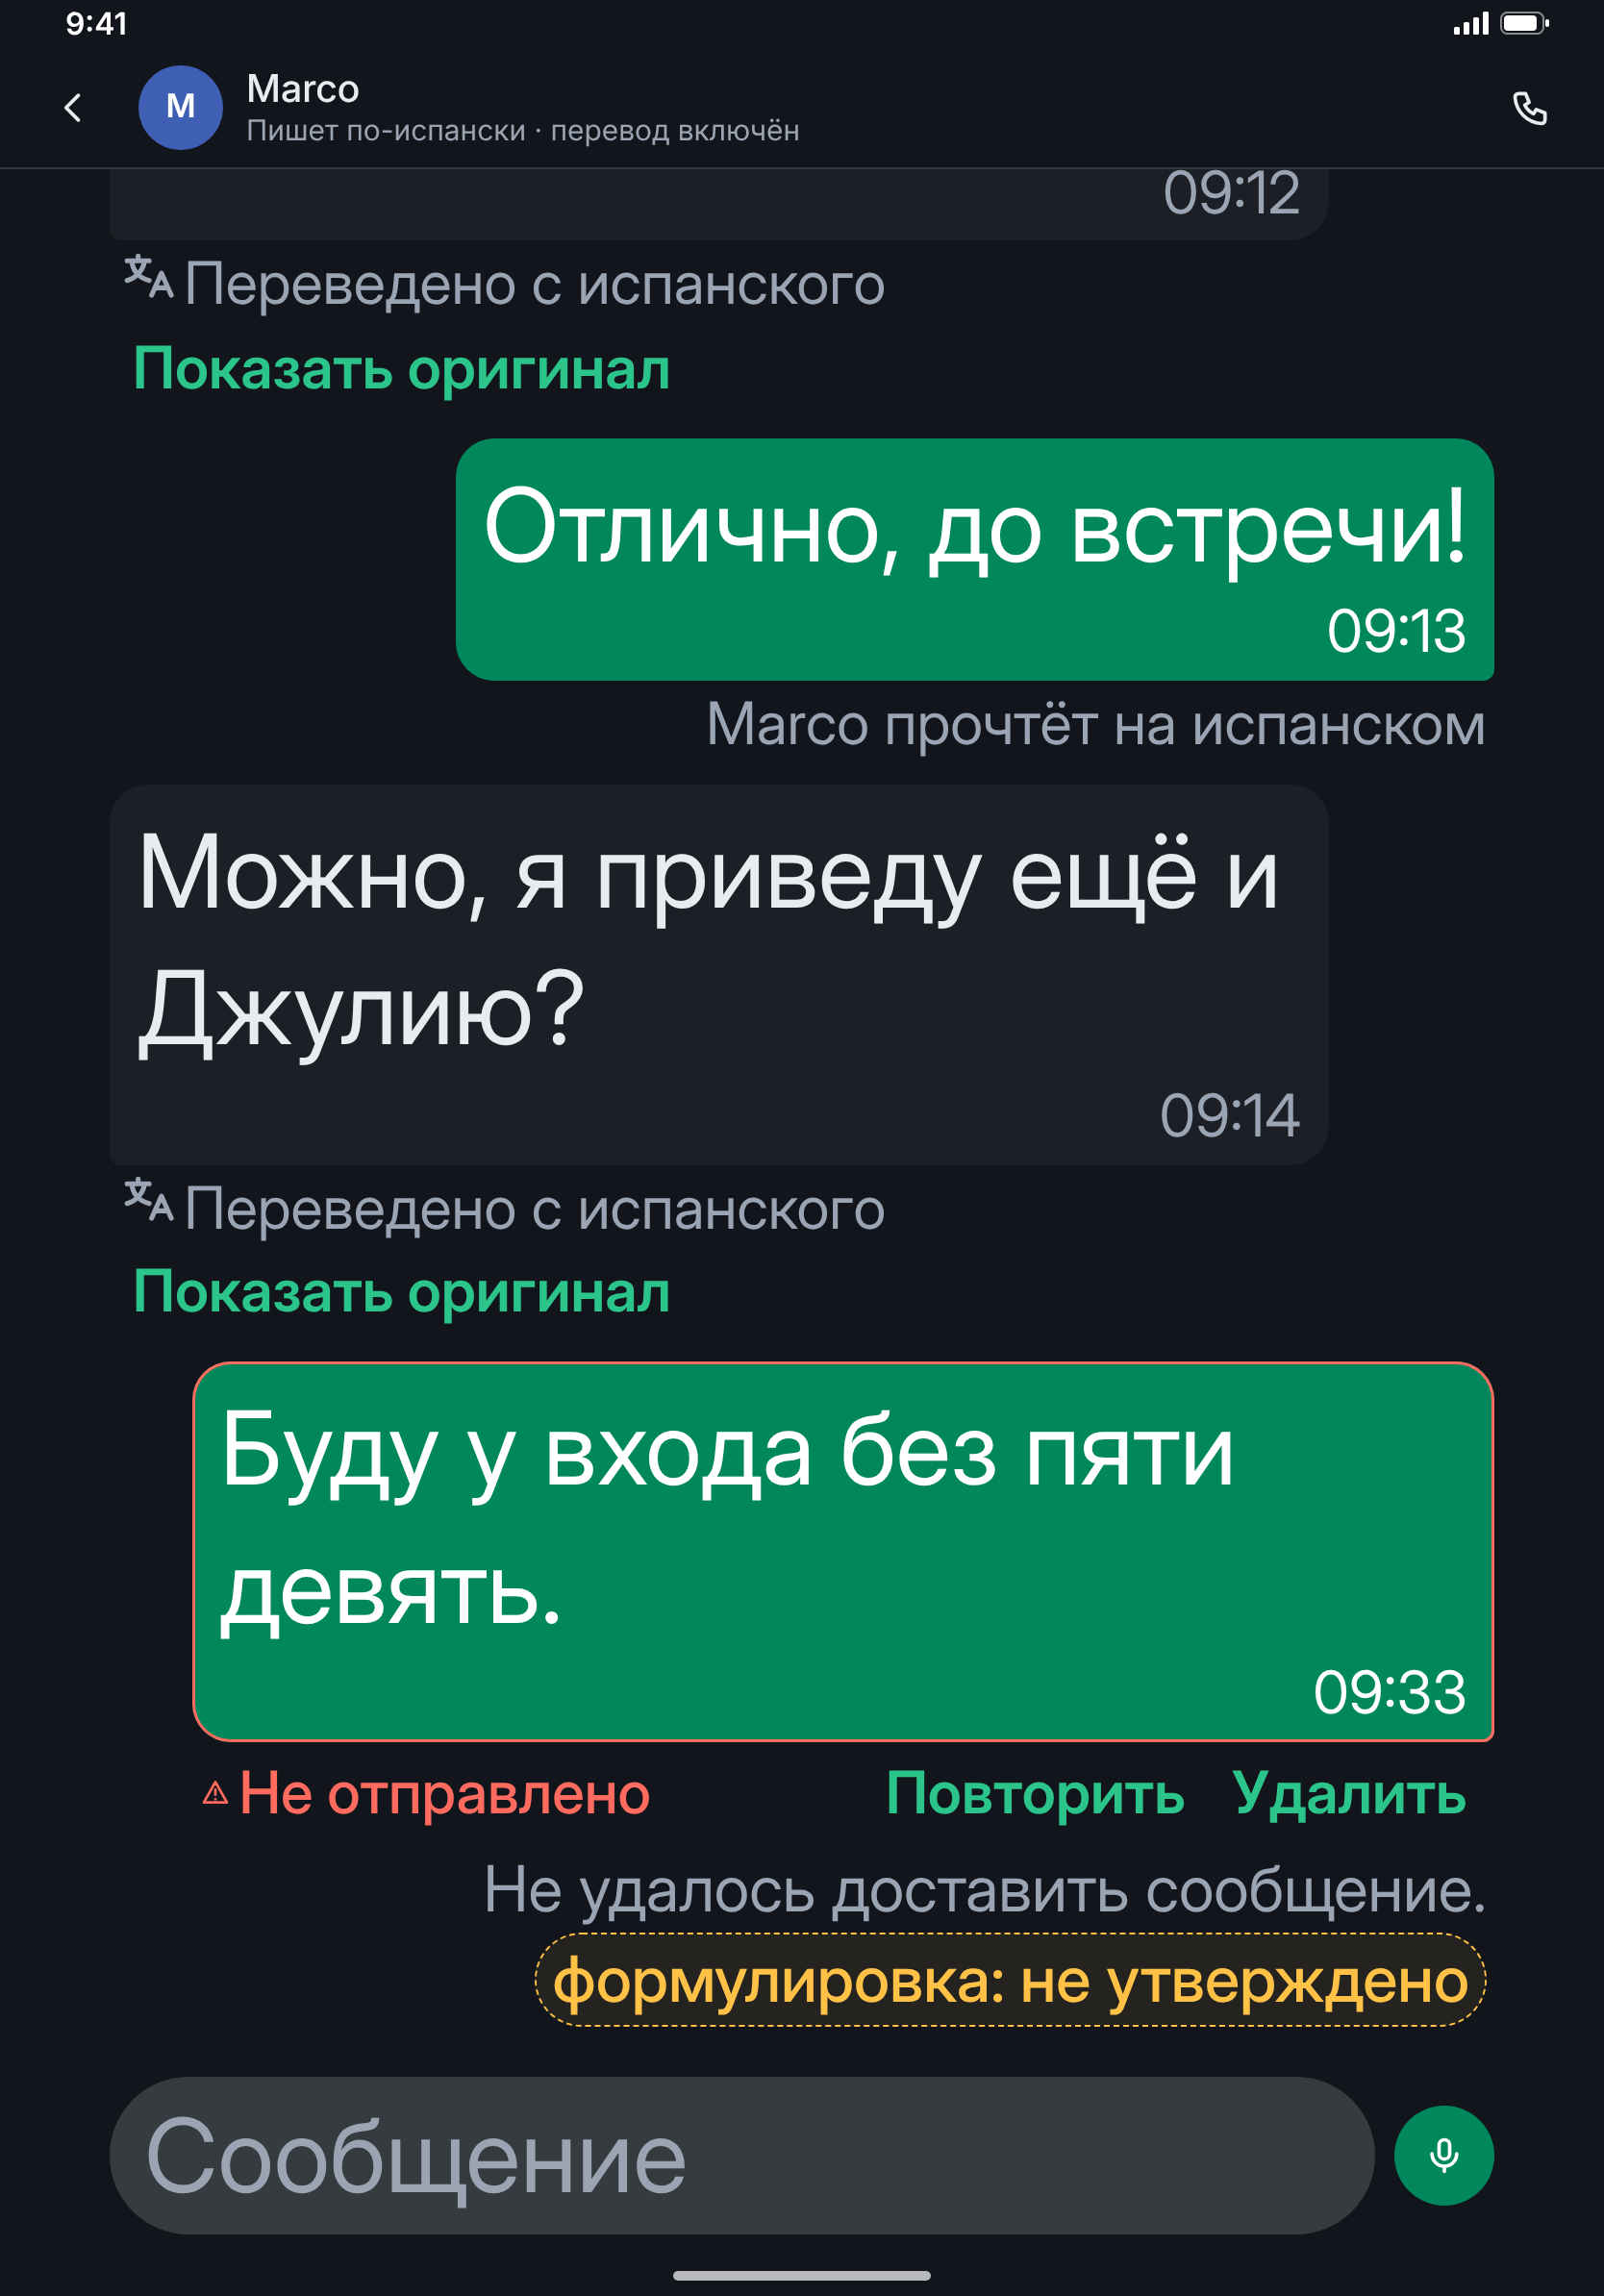 9:41
M
Marco
Пишет по-испански · перевод включён
09:12
Переведено с испанского
Показать оригинал
Отлично, до встречи!
09:13
Marco прочтёт на испанском
Можно, я приведу ещё и
Джулию?
09:14
Переведено с испанского
Показать оригинал
Буду у входа без пяти
девять.
09:33
Не отправлено Повторить Удалить
Не удалось доставить сообщение.
формулировка: не утверждено
Сообщение